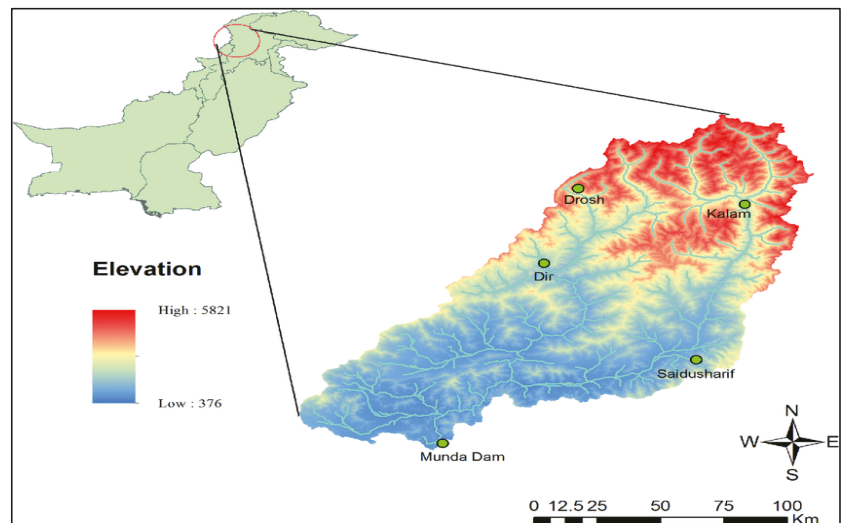 Drosh
Kalam
Elevation
Dir
High : 5821
Saidusharif
Low : 376
N
W E
S
Munda Dam
0 12.5 25 50 75 100
Km